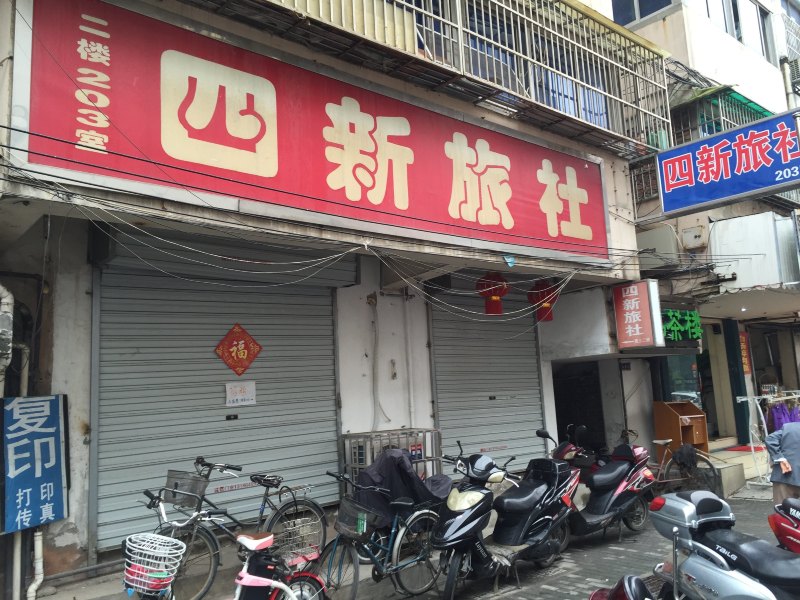 二楼203室
四新旅社
四新旅社
203
四新旅社
茶楼
福
复印
打印
传真